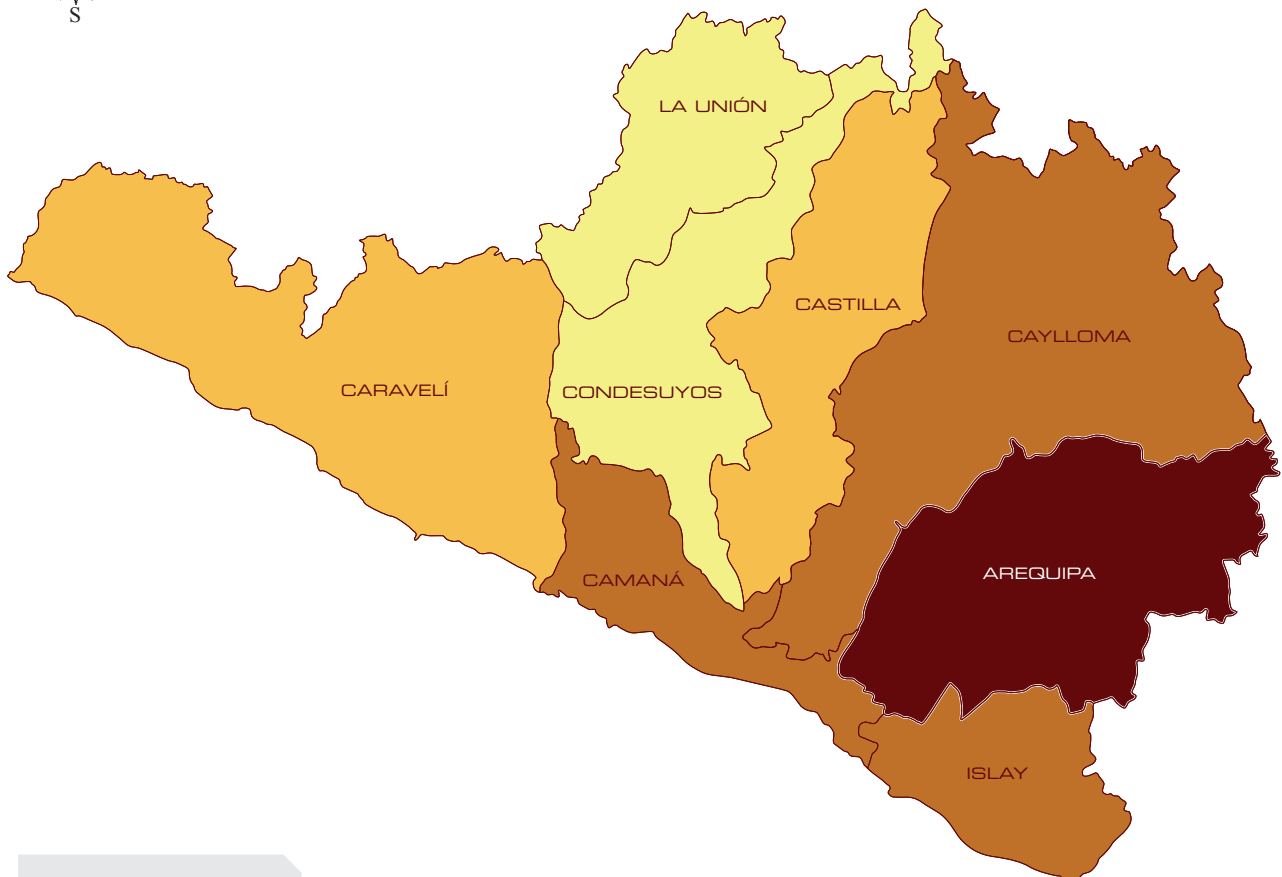 S
LA UNIÓN
CASTILLA
CAYLLOMA
CARAVELÍ
CONDESUYOS
CAMANÁ
AREQUIPA
ISLAY